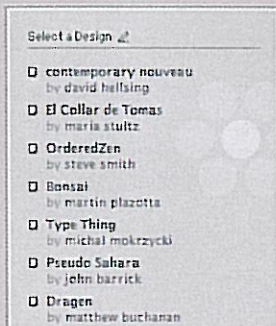 Select a Design
contemporary nouveau
by david hellsing
El Collar de Tomas
by maria stultz
OrderedZen
by steve smith
Bonsai
by martin plazotta
Type Thing
by michal mokrzycki
Pseudo Sahara
by john barrick
Dragen
by matthew buchanan